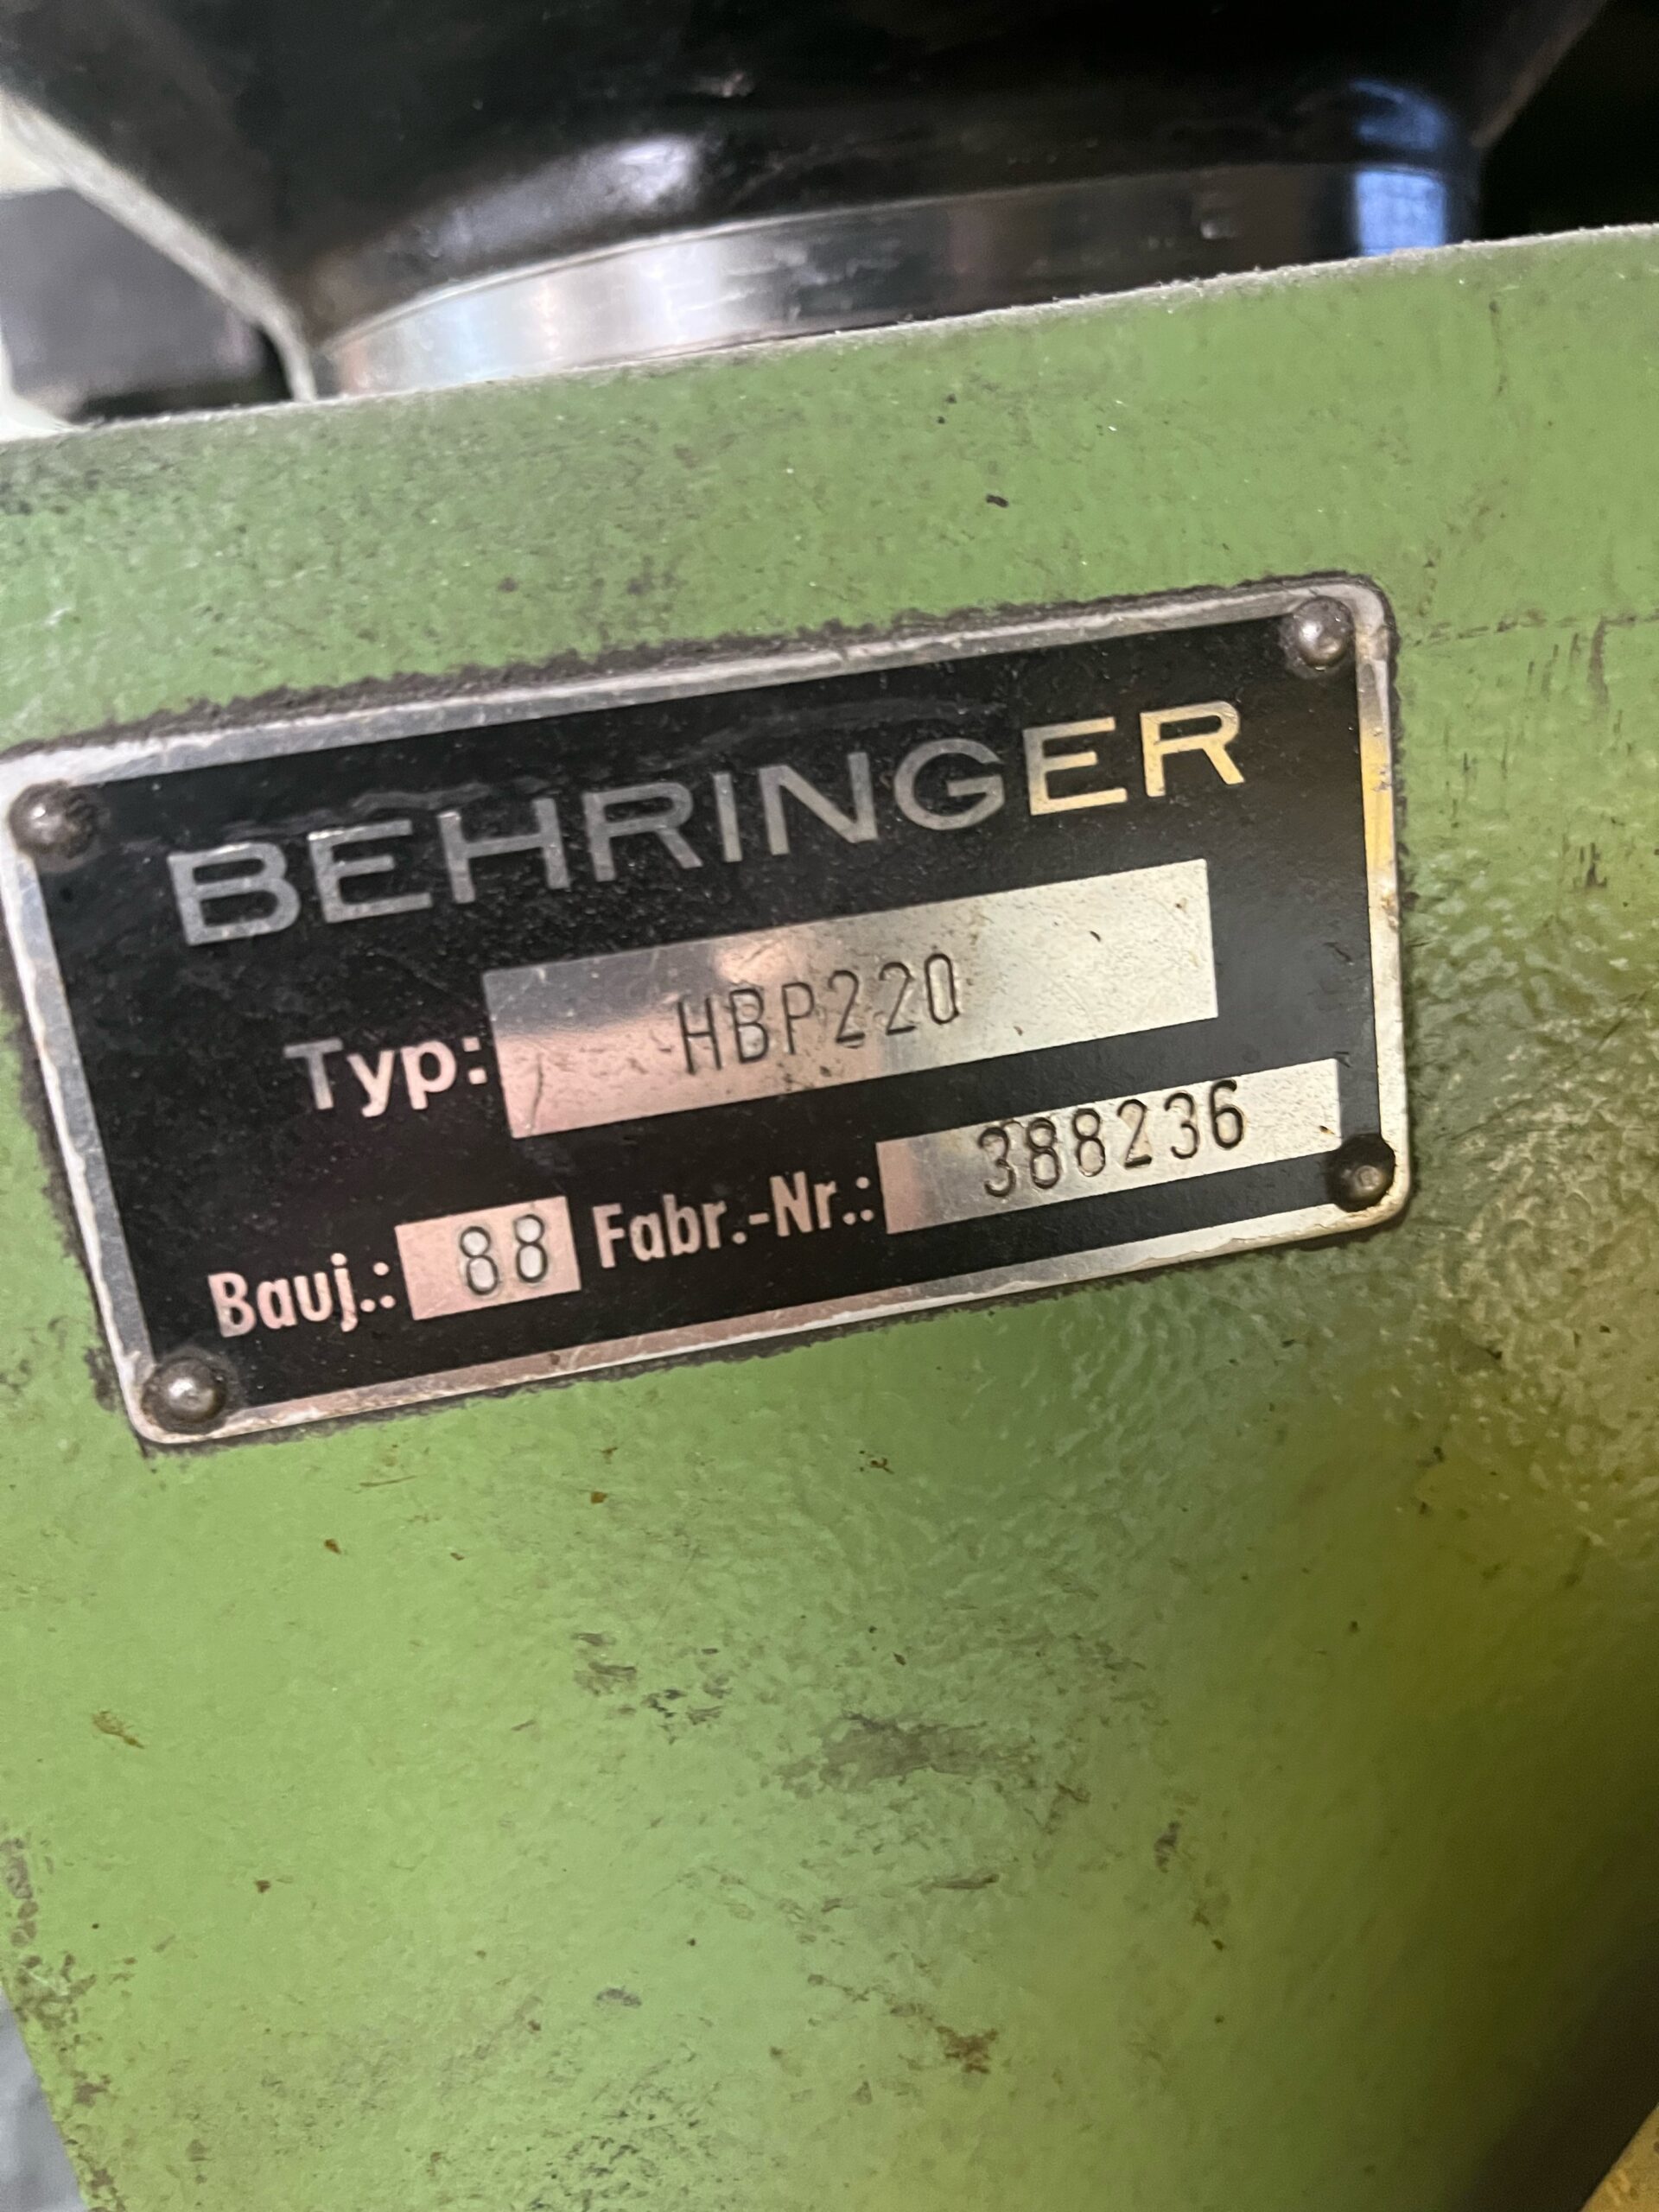 BEHRINGER
Typ: HBP220
Bauj.: 88 Fabr.-Nr.: 388236